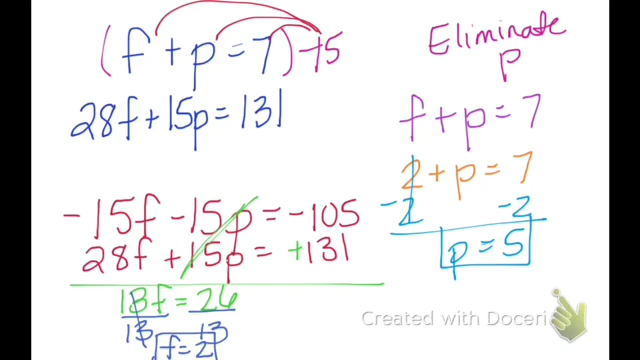 (f + p = 7) -15
28f + 15p = 131
-15f - 15p = -105
28f + 15p = +131
13f = 26
13 13
f = 2
Eliminate
p
f + p = 7
2 + p = 7
-2 -2
p = 5
Created with Doceri